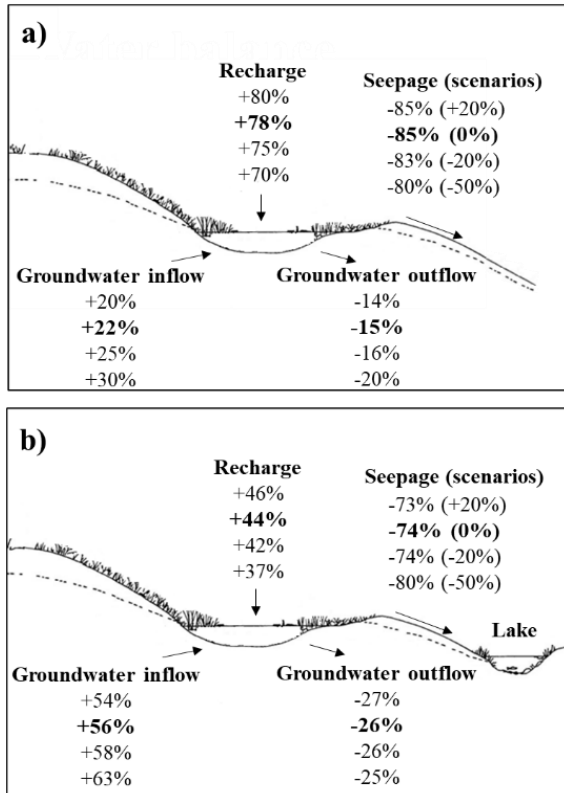 a)
Recharge
+80%
+78%
+75%
+70%
Seepage (scenarios)
-85% (+20%)
-85% (0%)
-83% (-20%)
-80% (-50%)
Groundwater inflow
+20%
+22%
+25%
+30%
Groundwater outflow
-14%
-15%
-16%
-20%
b)
Recharge
+46%
+44%
+42%
+37%
Seepage (scenarios)
-73% (+20%)
-74% (0%)
-74% (-20%)
-80% (-50%)
Lake
Groundwater inflow
+54%
+56%
+58%
+63%
Groundwater outflow
-27%
-26%
-26%
-25%